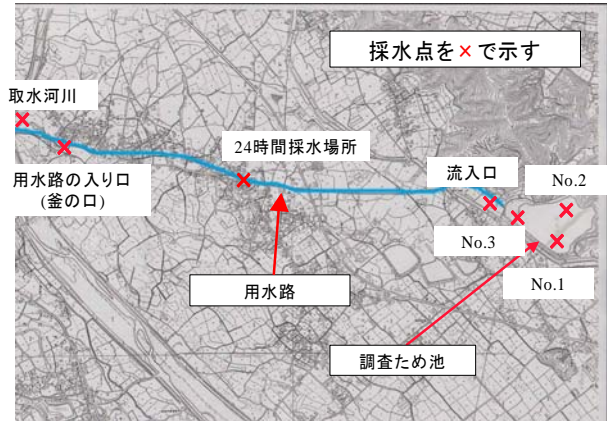 採水点を×で示す
取水河川
24時間採水場所
流入口
No.2
用水路の入り口
(釜の口)
No.3
No.1
用水路
調査ため池